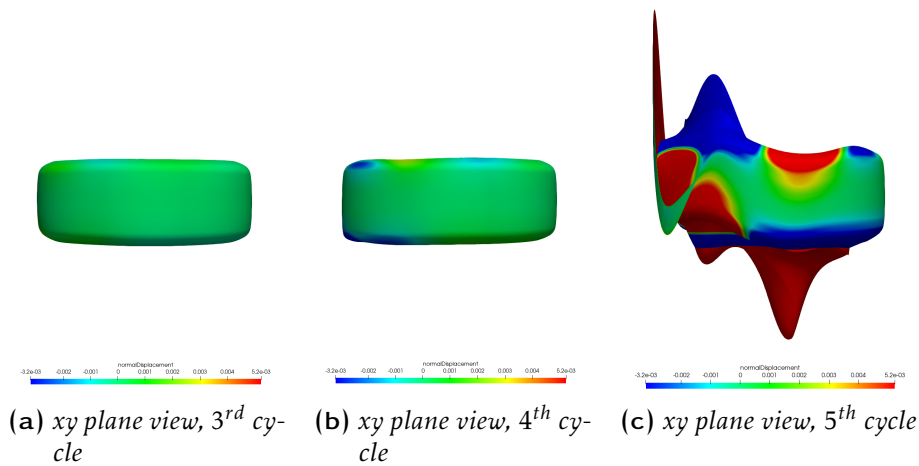 normalDisplacement
-3.2e-03 -0.002 -0.001 0 0.001 0.002 0.003 0.004 5.2e-03
normalDisplacement
-3.2e-03 -0.002 -0.001 0 0.001 0.002 0.003 0.004 5.2e-03
normalDisplacement
-3.2e-03 -0.002 -0.001 0 0.001 0.002 0.003 0.004 5.2e-03
(a) xy plane view, 3rd cy-
cle
(b) xy plane view, 4th cy-
cle
(c) xy plane view, 5th cycle